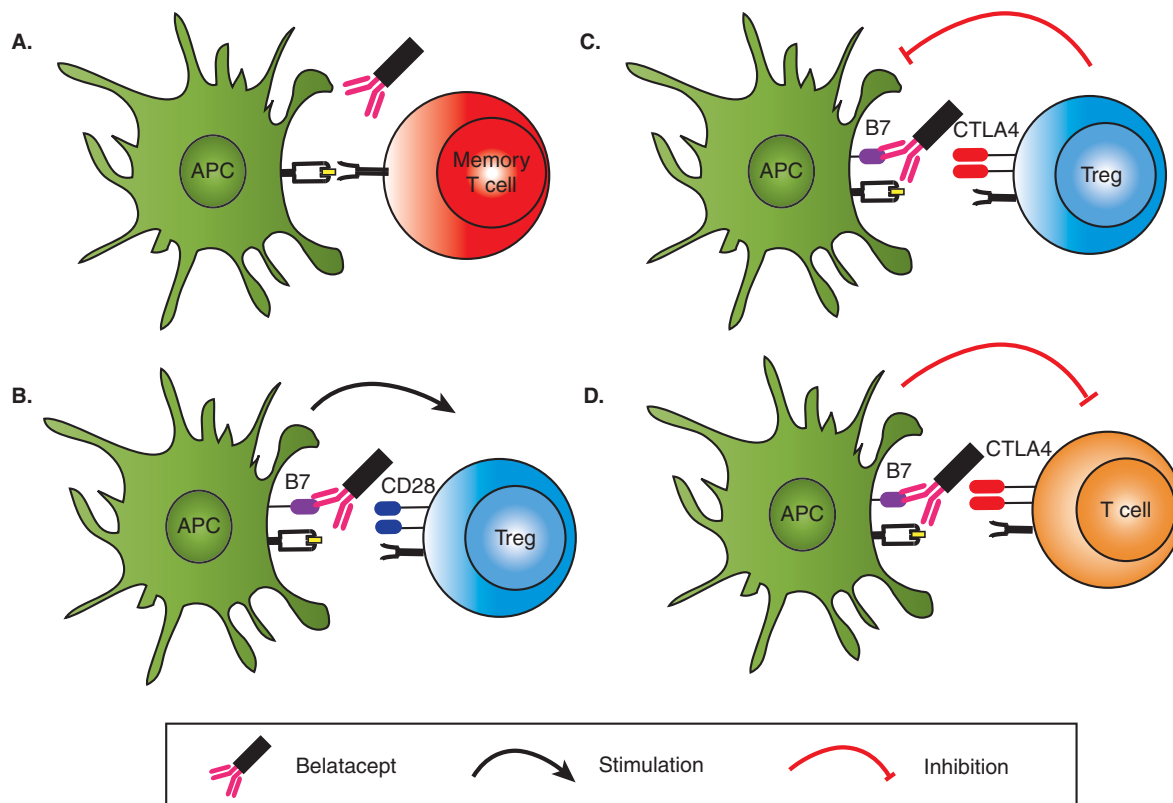 A.
APC
Memory
T cell
B.
B7
CD28
APC
Treg
C.
B7
CTLA4
APC
Treg
D.
B7
CTLA4
APC
T cell
Belatacept
Stimulation
Inhibition